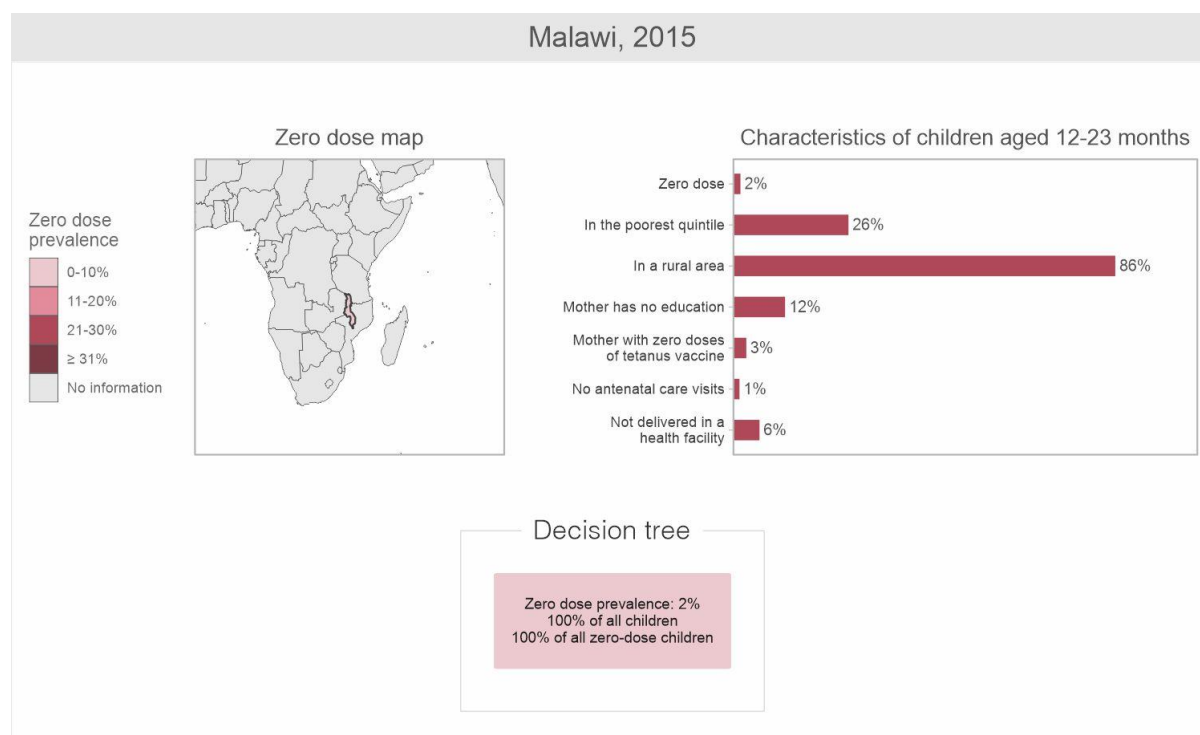 Malawi, 2015
Zero dose map
Zero dose
prevalence
0-10%
11-20%
21-30%
≥ 31%
No information
Characteristics of children aged 12-23 months
Zero dose 2%
In the poorest quintile 26%
In a rural area 86%
Mother has no education 12%
Mother with zero doses
of tetanus vaccine 3%
No antenatal care visits 1%
Not delivered in a
health facility 6%
Decision tree
Zero dose prevalence: 2%
100% of all children
100% of all zero-dose children